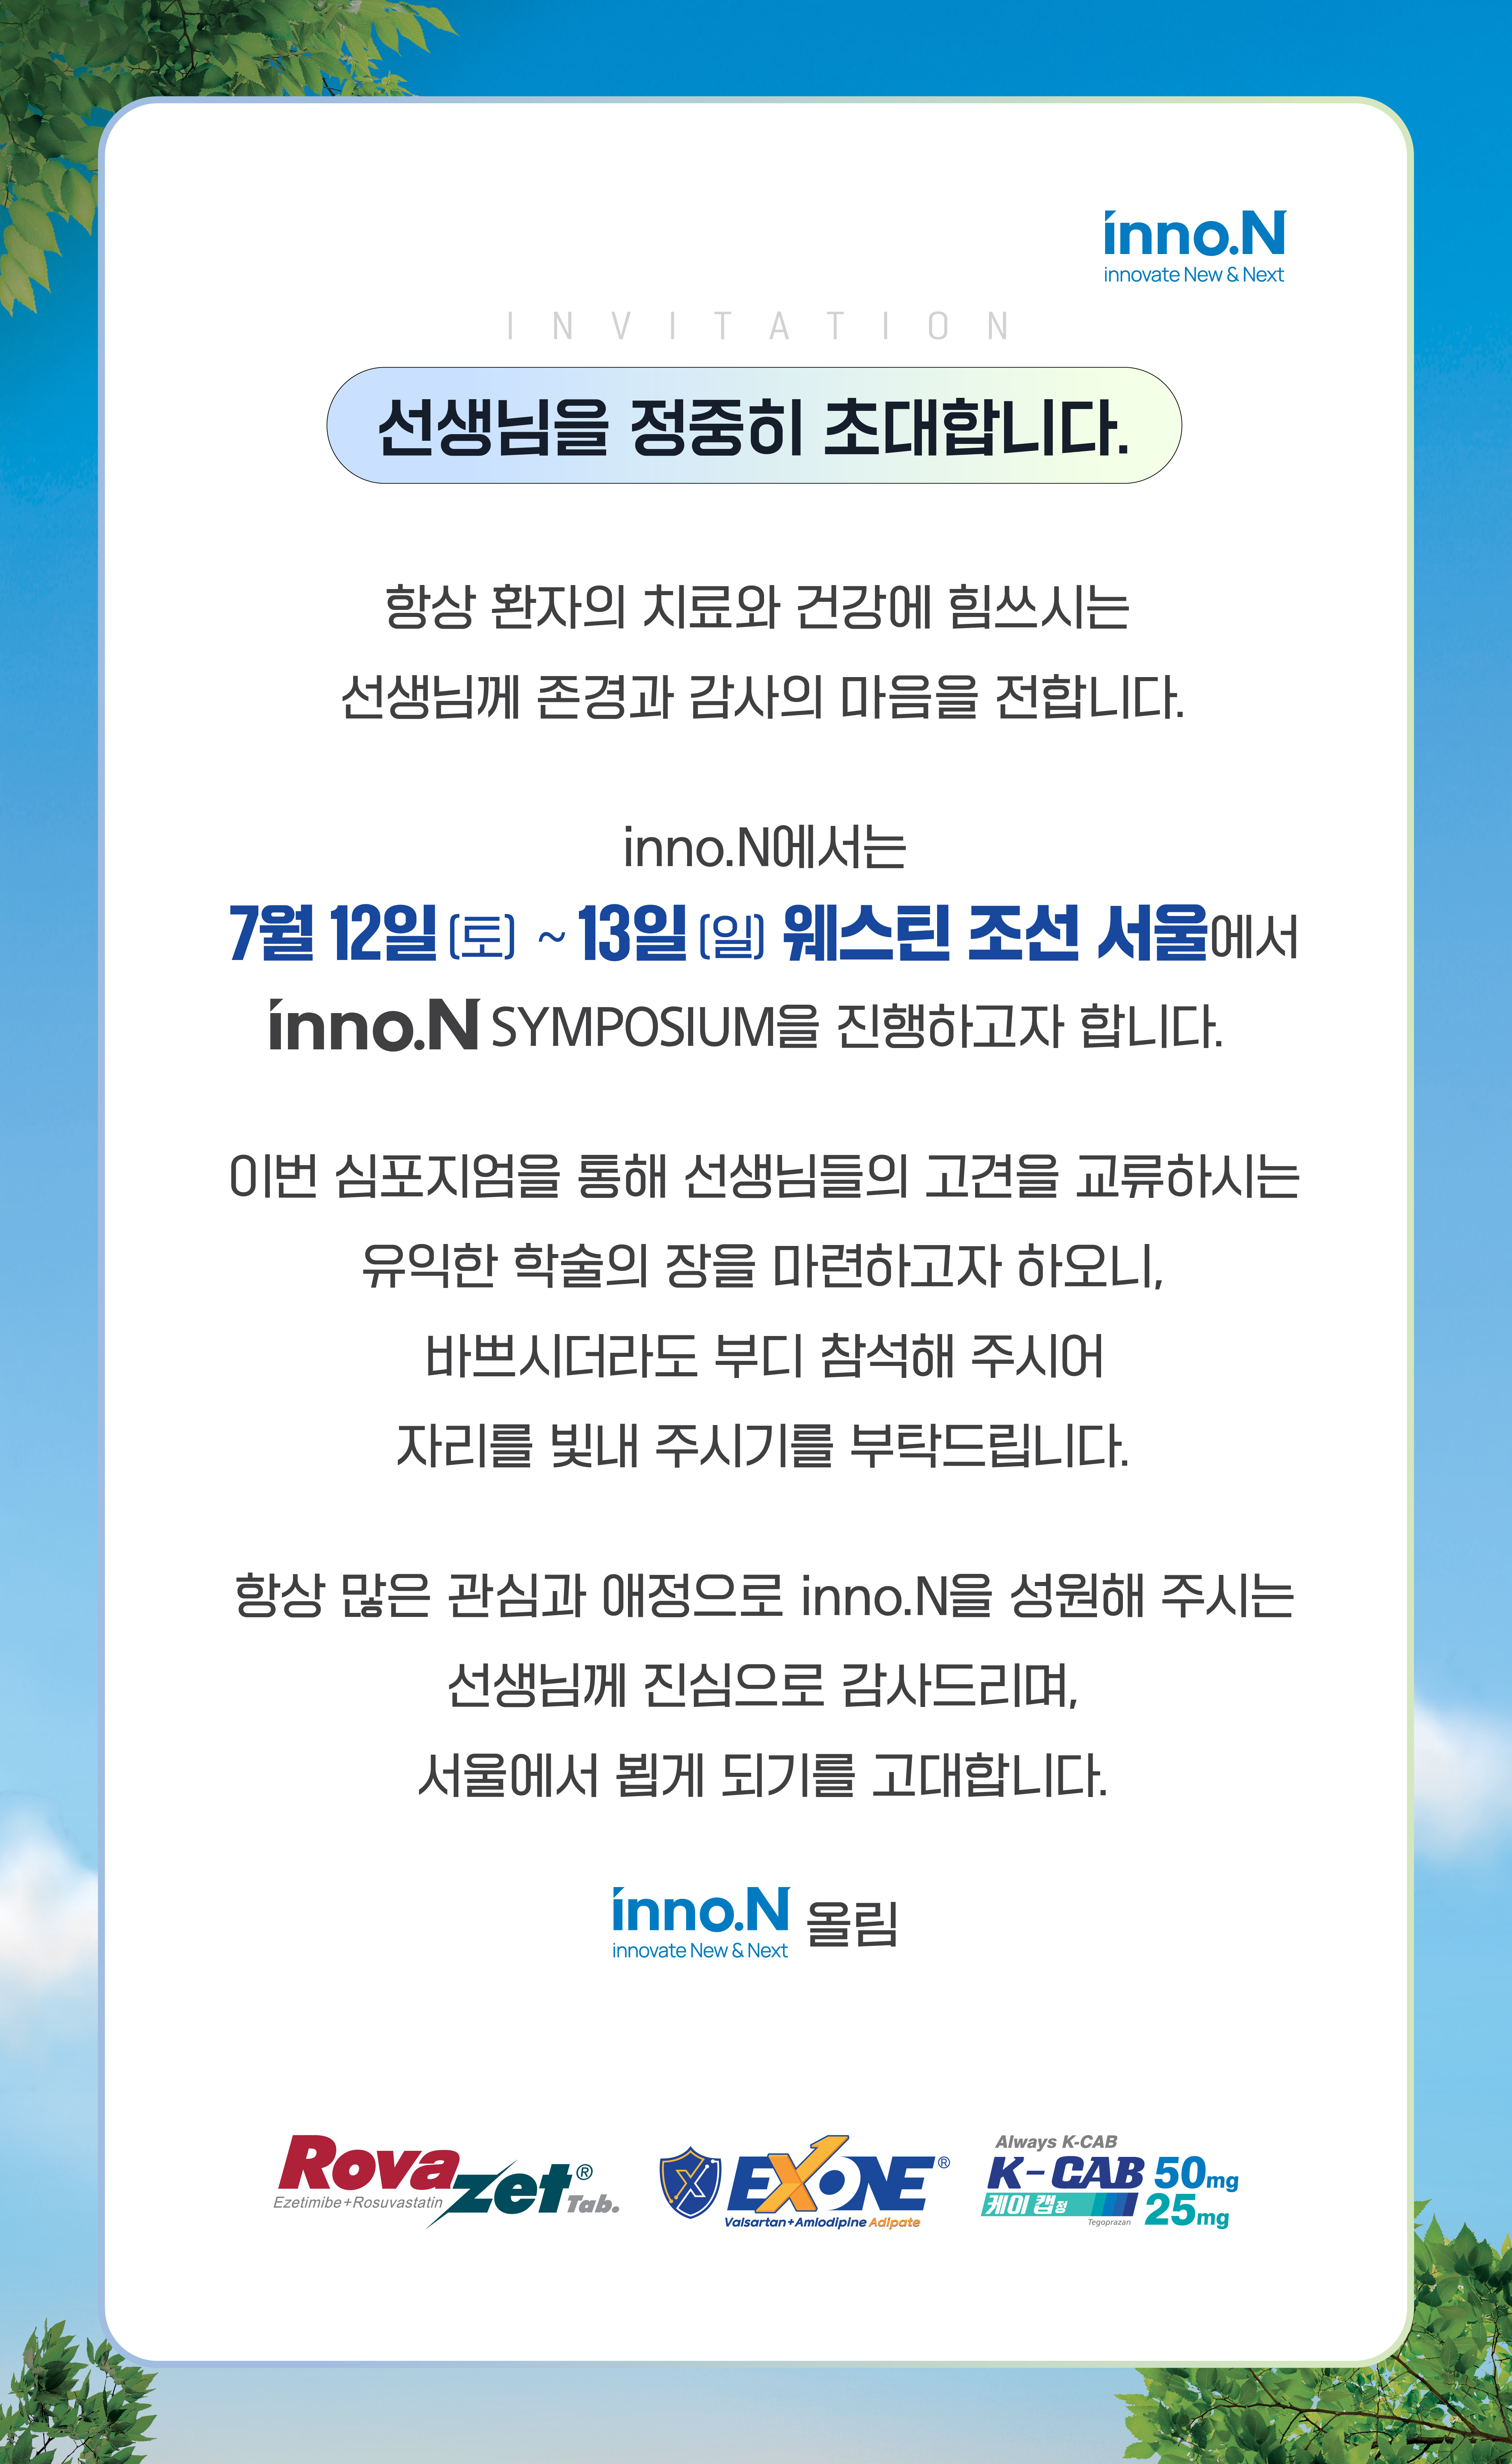 inno.N
innovate New & Next
INVITATION
선생님을 정중히 초대합니다.
항상 환자의 치료와 건강에 힘쓰시는
선생님께 존경과 감사의 마음을 전합니다.
inno.N에서는
7월 12일 (토) ~ 13일 (일) 웨스틴 조선 서울에서
inno.N SYMPOSIUM을 진행하고자 합니다.
이번 심포지엄을 통해 선생님들의 고견을 교류하시는
유익한 학술의 장을 마련하고자 하오니,
바쁘시더라도 부디 참석해 주시어
자리를 빛내 주시기를 부탁드립니다.
항상 많은 관심과 애정으로 inno.N을 성원해 주시는
선생님께 진심으로 감사드리며,
서울에서 뵙게 되기를 고대합니다.
inno.N 올림
innovate New & Next
Rovazet® Tab.
Ezetimibe+Rosuvastatin
X EXONE®
Valsartan+Amlodipine Adipate
Always K-CAB
K-CAB 50mg
케이캡정 25mg
Tegoprazan